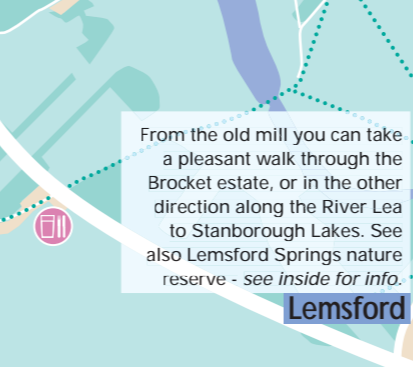 From the old mill you can take
a pleasant walk through the
Brocket estate, or in the other
direction along the River Lea
to Stanborough Lakes. See
also Lemsford Springs nature
reserve - see inside for info.
Lemsford